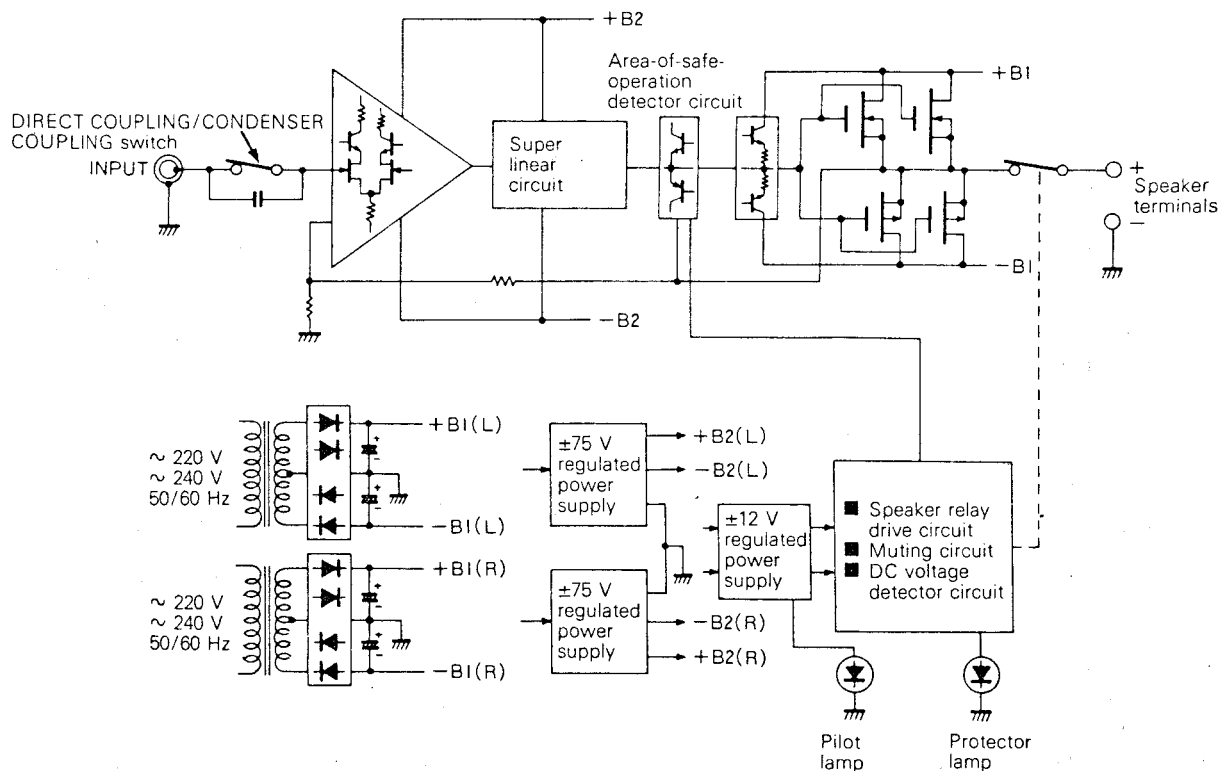 +B2
Area-of-safe-
operation
detector circuit
+B1
DIRECT COUPLING/CONDENSER
COUPLING switch
INPUT
Super
linear
circuit
+
Speaker
terminals
−
−B1
−B2
~ 220 V
~ 240 V
50/60 Hz
+
−
+
−
+B1(L)
−B1(L)
±75 V
regulated
power
supply
+B2(L)
−B2(L)
~ 220 V
~ 240 V
50/60 Hz
+
−
+
−
+B1(R)
−B1(R)
±75 V
regulated
power
supply
−B2(R)
+B2(R)
±12 V
regulated
power
supply
■ Speaker relay
drive circuit
■ Muting circuit
■ DC voltage
detector circuit
Pilot
lamp
Protector
lamp